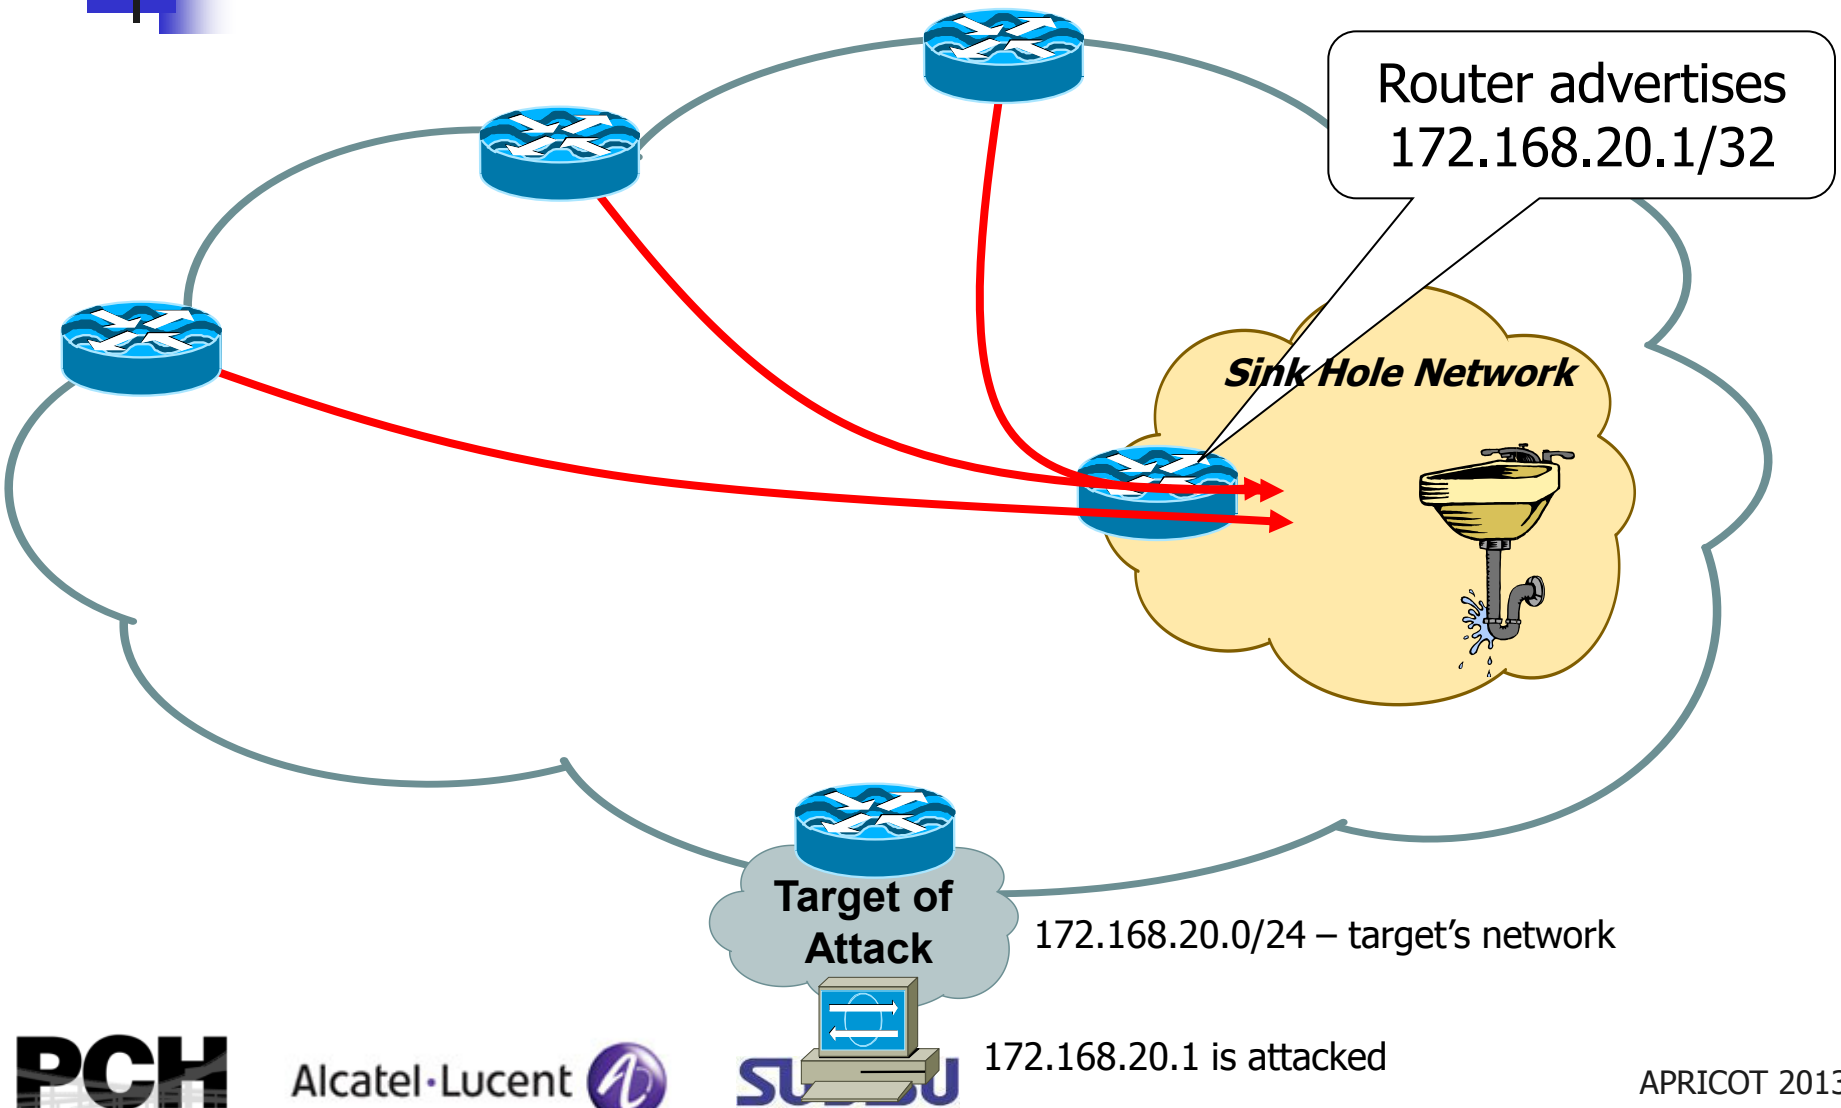 Router advertises
172.168.20.1/32
Sink Hole Network
Target of
Attack
172.168.20.0/24 – target's network
172.168.20.1 is attacked
PCH
Alcatel·Lucent
APRICOT 2013